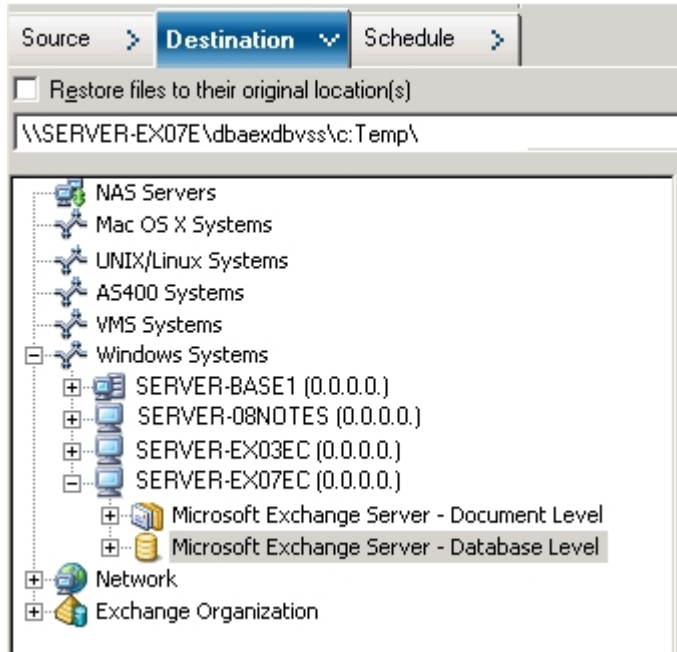 Source Destination Schedule
Restore files to their original location(s)
\\SERVER-EX07E\dbaexdbvss\c:Temp\
NAS Servers
Mac OS X Systems
UNIX/Linux Systems
AS400 Systems
VMS Systems
Windows Systems
SERVER-BASE1 (0.0.0.0.)
SERVER-08NOTES (0.0.0.0.)
SERVER-EX03EC (0.0.0.0.)
SERVER-EX07EC (0.0.0.0.)
Microsoft Exchange Server - Document Level
Microsoft Exchange Server - Database Level
Network
Exchange Organization